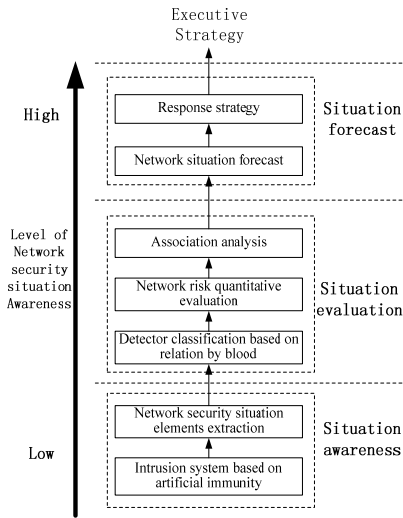 Executive
Strategy
High
Response strategy
Situation
forecast
Network situation forecast
Level of
Network
security
situation
Awareness
Association analysis
Network risk quantitative
evaluation
Situation
evaluation
Detector classification based on
relation by blood
Network security situation
elements extraction
Situation
awareness
Low
Intrusion system based on
artificial immunity